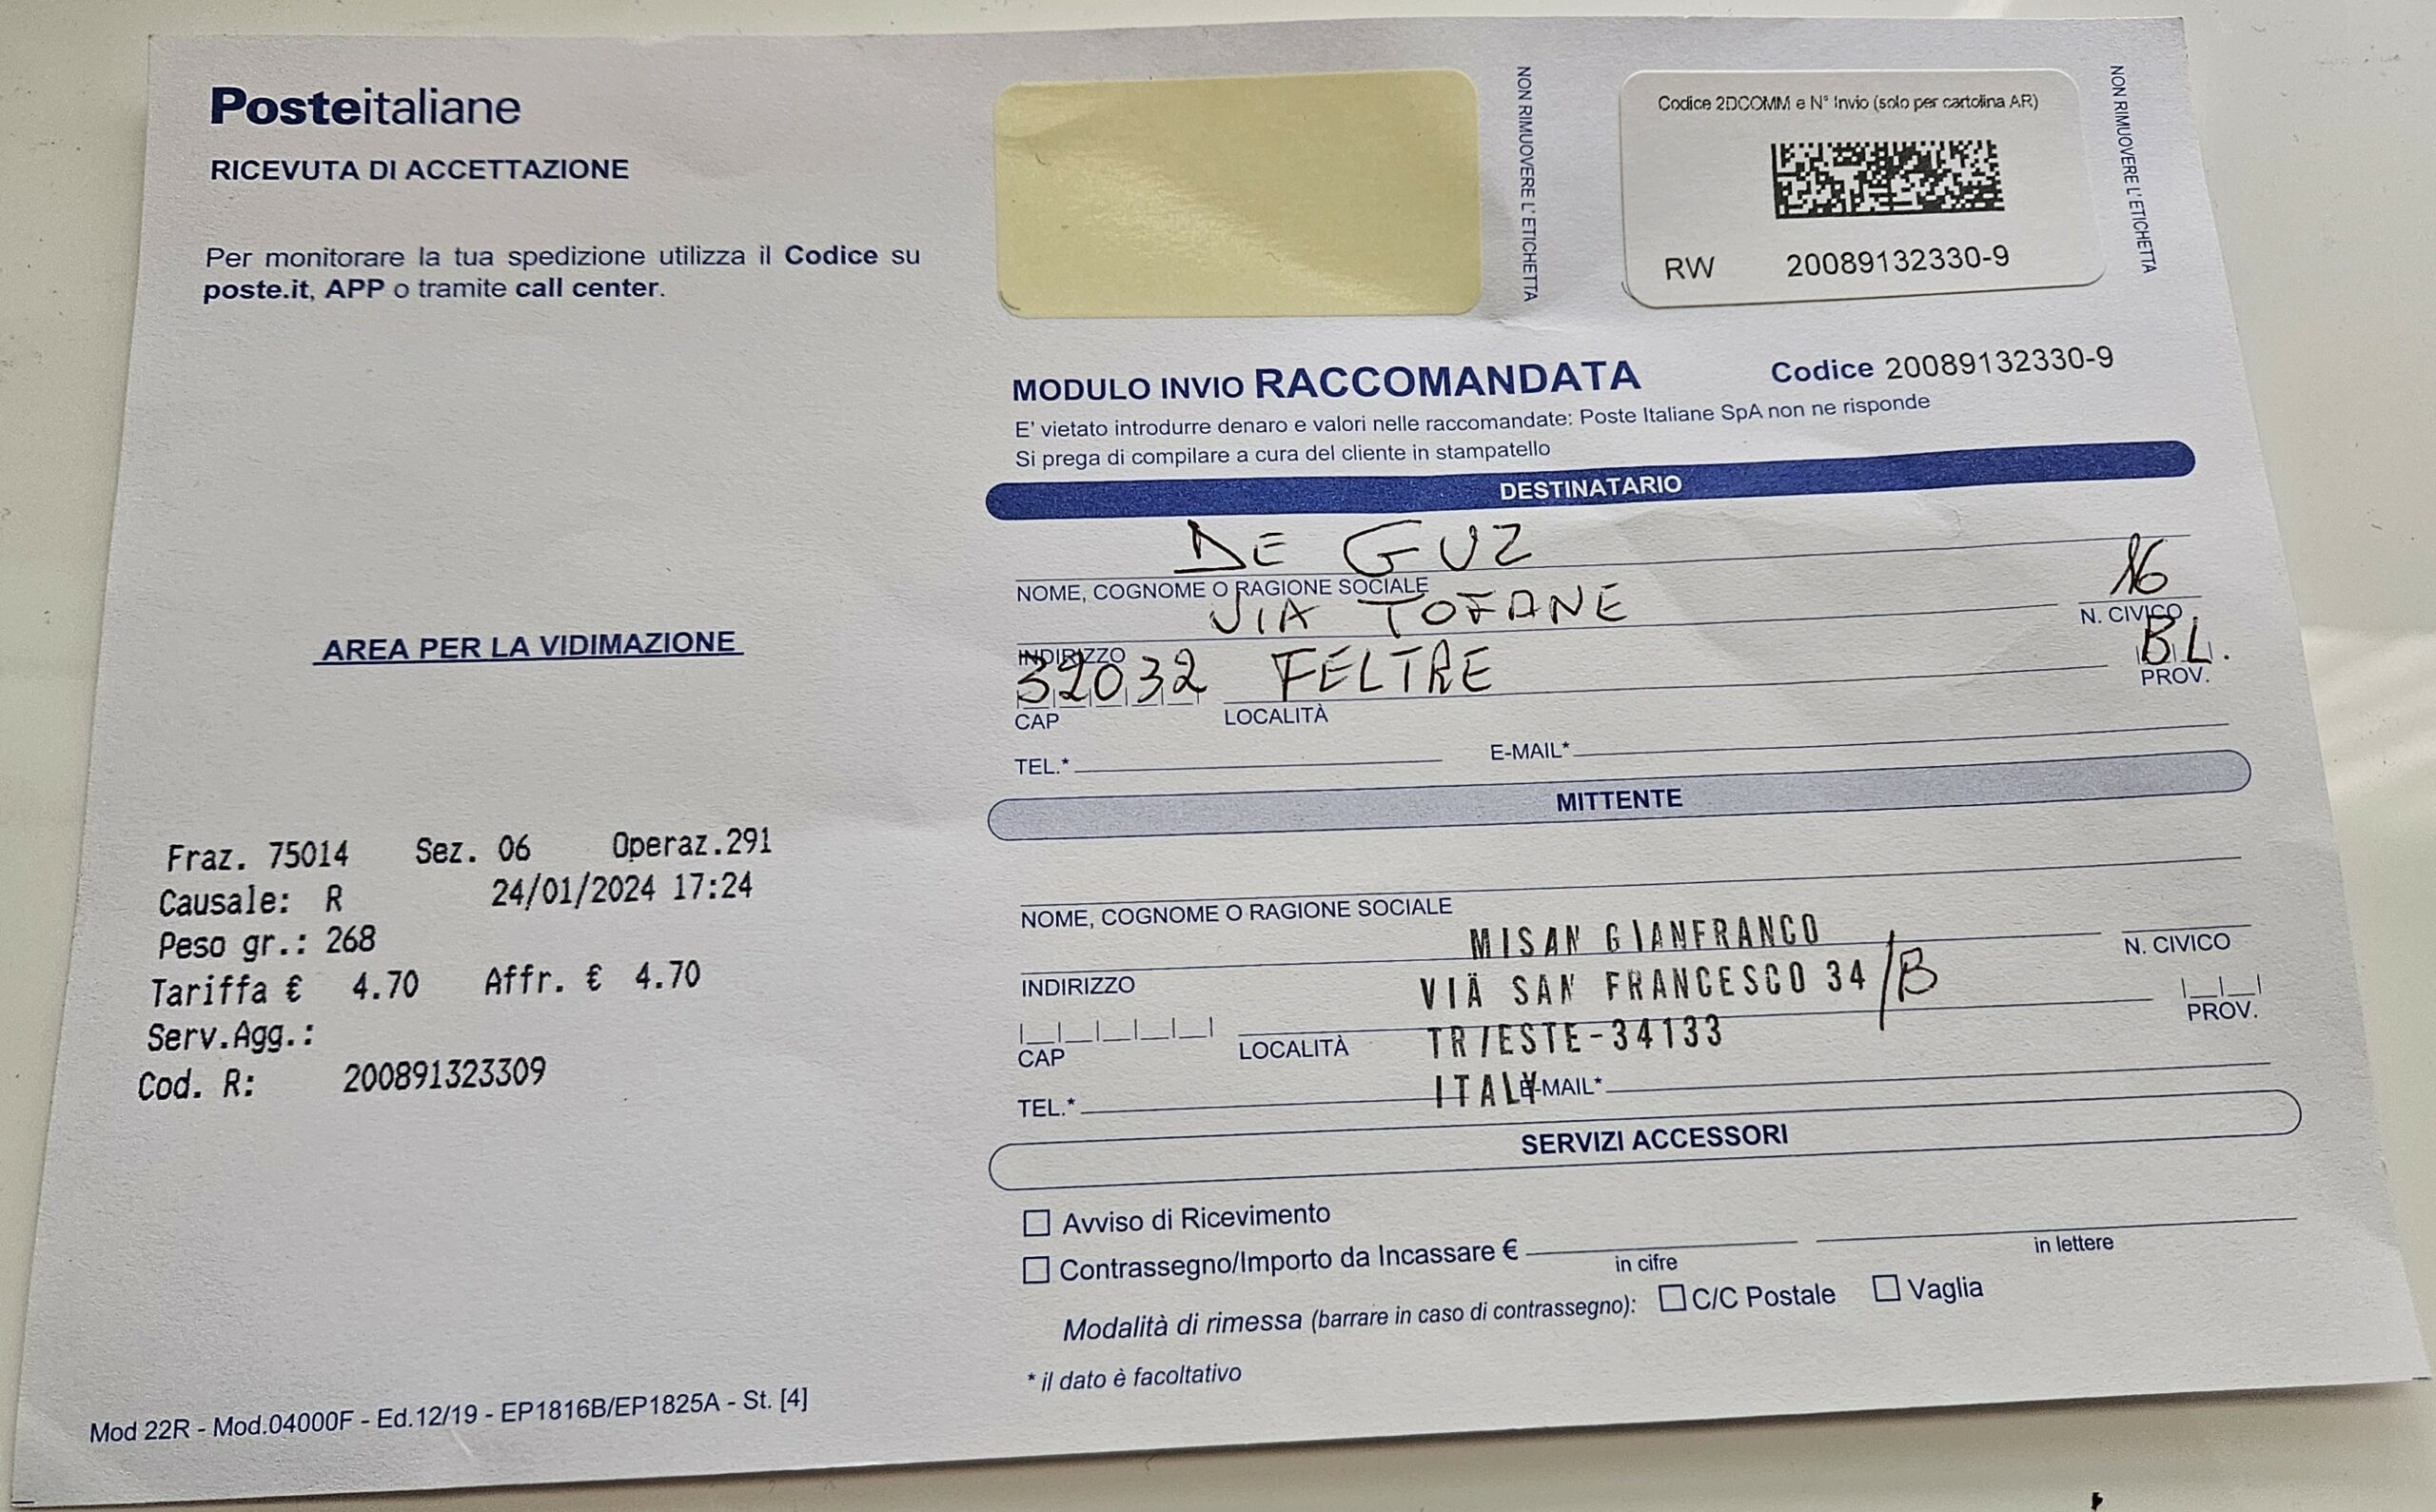 Posteitaliane
RICEVUTA DI ACCETTAZIONE
Per monitorare la tua spedizione utilizza il Codice su
poste.it, APP o tramite call center.
AREA PER LA VIDIMAZIONE
Fraz. 75014 Sez. 06 Operaz.291
Causale: R 24/01/2024 17:24
Peso gr.: 268
Tariffa € 4.70 Affr. € 4.70
Serv.Agg.:
Cod. R: 200891323309
Mod 22R - Mod.04000F - Ed.12/19 - EP1816B/EP1825A - St. [4]
NON RIMUOVERE L'ETICHETTA
Codice 2DCOMM e N° Invio (solo per cartolina AR)
RW 20089132330-9
NON RIMUOVERE L'ETICHETTA
MODULO INVIO RACCOMANDATA Codice 20089132330-9
E' vietato introdurre denaro e valori nelle raccomandate: Poste Italiane SpA non ne risponde
Si prega di compilare a cura del cliente in stampatello
DESTINATARIO
DE GUZ
NOME, COGNOME O RAGIONE SOCIALE
VIA TOFANE 16
INDIRIZZO N. CIVICO
32032 FELTRE BL.
CAP LOCALITÀ PROV.
TEL.* E-MAIL*
MITTENTE
NOME, COGNOME O RAGIONE SOCIALE
MISAN GIANFRANCO
INDIRIZZO N. CIVICO
VIA SAN FRANCESCO 34/B
TRIESTE-34133
CAP LOCALITÀ PROV.
ITALY
TEL.* E-MAIL*
SERVIZI ACCESSORI
Avviso di Ricevimento
Contrassegno/Importo da Incassare €
in cifre in lettere
Modalità di rimessa (barrare in caso di contrassegno): C/C Postale Vaglia
* il dato è facoltativo